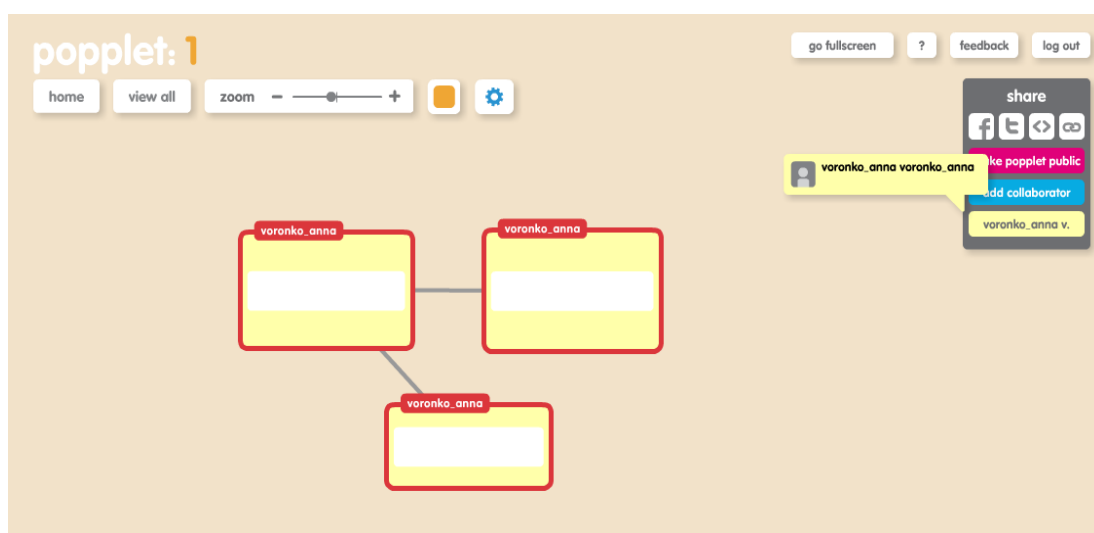 popplet: 1
go fullscreen ? feedback log out
home view all zoom - +
share
voronko_anna voronko_anna
ke popplet public
add collaborator
voronko_anna v.
voronko_anna
voronko_anna
voronko_anna